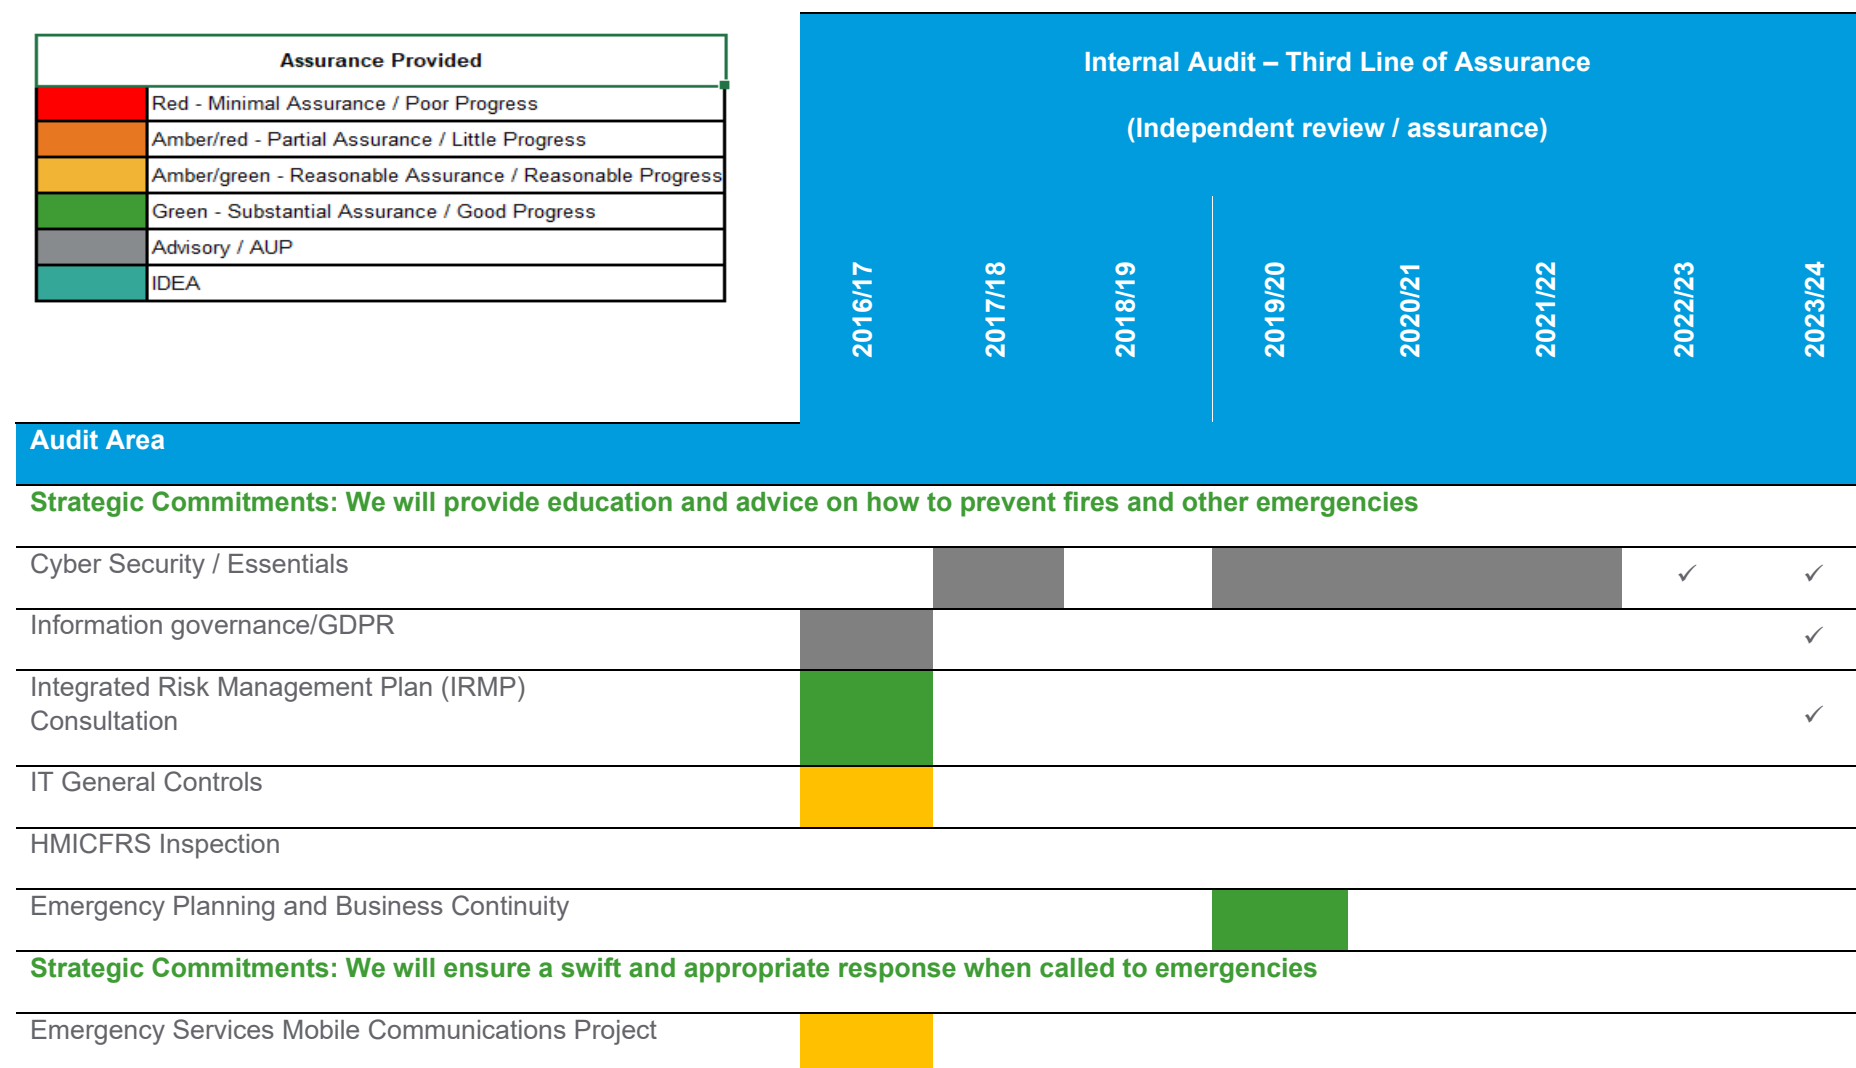 Assurance Provided
Red - Minimal Assurance / Poor Progress
Amber/red - Partial Assurance / Little Progress
Amber/green - Reasonable Assurance / Reasonable Progress
Green - Substantial Assurance / Good Progress
Advisory / AUP
IDEA
Internal Audit – Third Line of Assurance
(Independent review / assurance)
2016/17
2017/18
2018/19
2019/20
2020/21
2021/22
2022/23
2023/24
Audit Area
Strategic Commitments: We will provide education and advice on how to prevent fires and other emergencies
Cyber Security / Essentials ✓ ✓
Information governance/GDPR ✓
Integrated Risk Management Plan (IRMP)
Consultation ✓
IT General Controls
HMICFRS Inspection
Emergency Planning and Business Continuity
Strategic Commitments: We will ensure a swift and appropriate response when called to emergencies
Emergency Services Mobile Communications Project